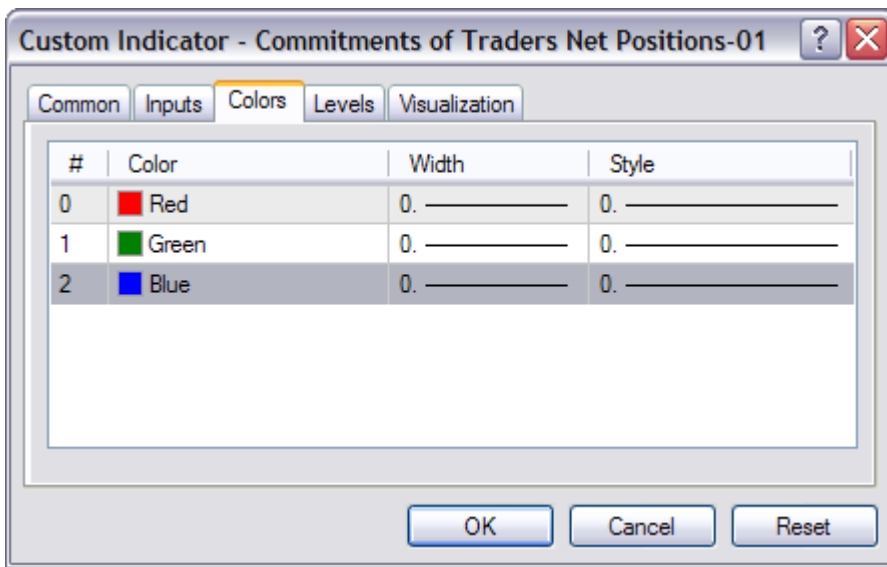 Custom Indicator - Commitments of Traders Net Positions-01 ?
Common Inputs Colors Levels Visualization
# Color Width Style
0 Red 0. 0.
1 Green 0. 0.
2 Blue 0. 0.
OK Cancel Reset